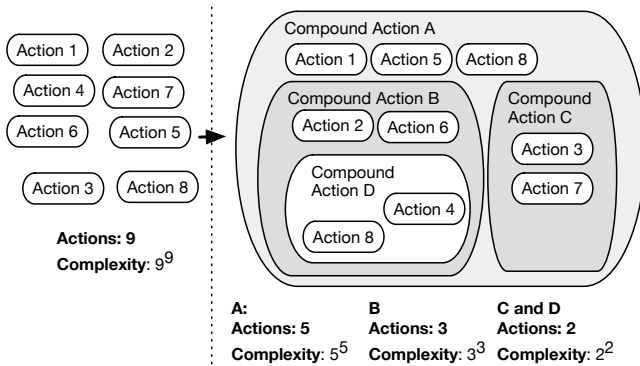 Action 1
Action 2
Action 4
Action 7
Action 6
Action 5
Action 3
Action 8
Actions: 9
Complexity: 9^9
Compound Action A
Action 1
Action 5
Action 8
Compound Action B
Action 2
Action 6
Compound
Action D
Action 4
Action 8
Compound
Action C
Action 3
Action 7
A:
Actions: 5
Complexity: 5^5
B
Actions: 3
Complexity: 3^3
C and D
Actions: 2
Complexity: 2^2